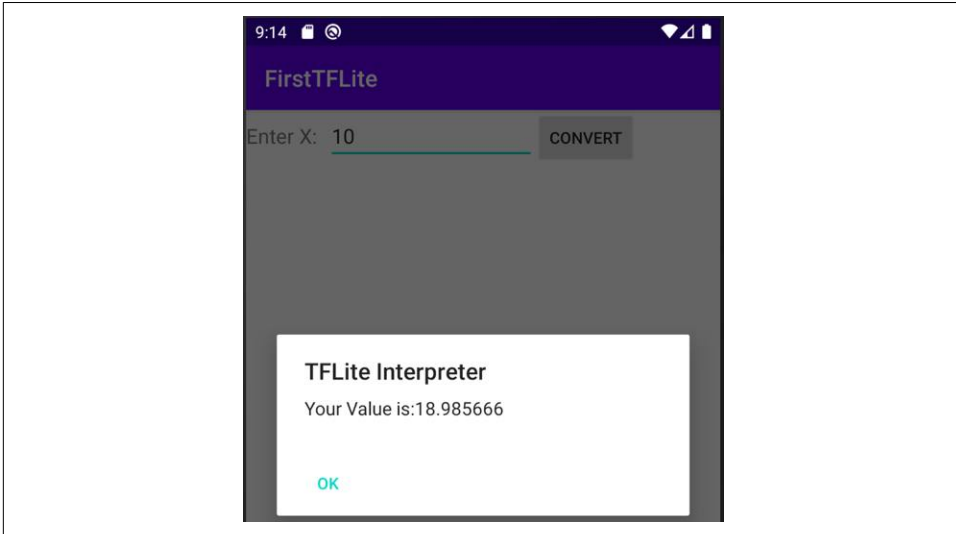 9:14
FirstTFLite
Enter X: 10 CONVERT
TFLite Interpreter
Your Value is:18.985666
OK